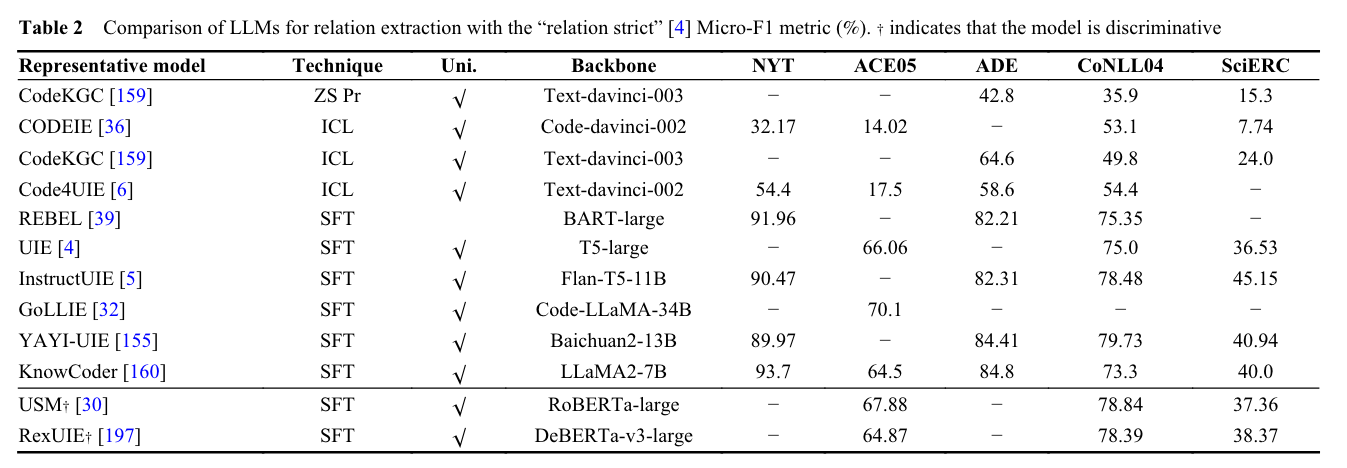 Table 2 Comparison of LLMs for relation extraction with the “relation strict” [4] Micro-F1 metric (%). † indicates that the model is discriminative
Representative model Technique Uni. Backbone NYT ACE05 ADE CoNLL04 SciERC
CodeKGC [159] ZS Pr √ Text-davinci-003 − − 42.8 35.9 15.3
CODEIE [36] ICL √ Code-davinci-002 32.17 14.02 − 53.1 7.74
CodeKGC [159] ICL √ Text-davinci-003 − − 64.6 49.8 24.0
Code4UIE [6] ICL √ Text-davinci-002 54.4 17.5 58.6 54.4 −
REBEL [39] SFT BART-large 91.96 − 82.21 75.35 −
UIE [4] SFT √ T5-large − 66.06 − 75.0 36.53
InstructUIE [5] SFT √ Flan-T5-11B 90.47 − 82.31 78.48 45.15
GoLLIE [32] SFT √ Code-LLaMA-34B − 70.1 − − −
YAYI-UIE [155] SFT √ Baichuan2-13B 89.97 − 84.41 79.73 40.94
KnowCoder [160] SFT √ LLaMA2-7B 93.7 64.5 84.8 73.3 40.0
USM† [30] SFT √ RoBERTa-large − 67.88 − 78.84 37.36
RexUIE† [197] SFT √ DeBERTa-v3-large − 64.87 − 78.39 38.37